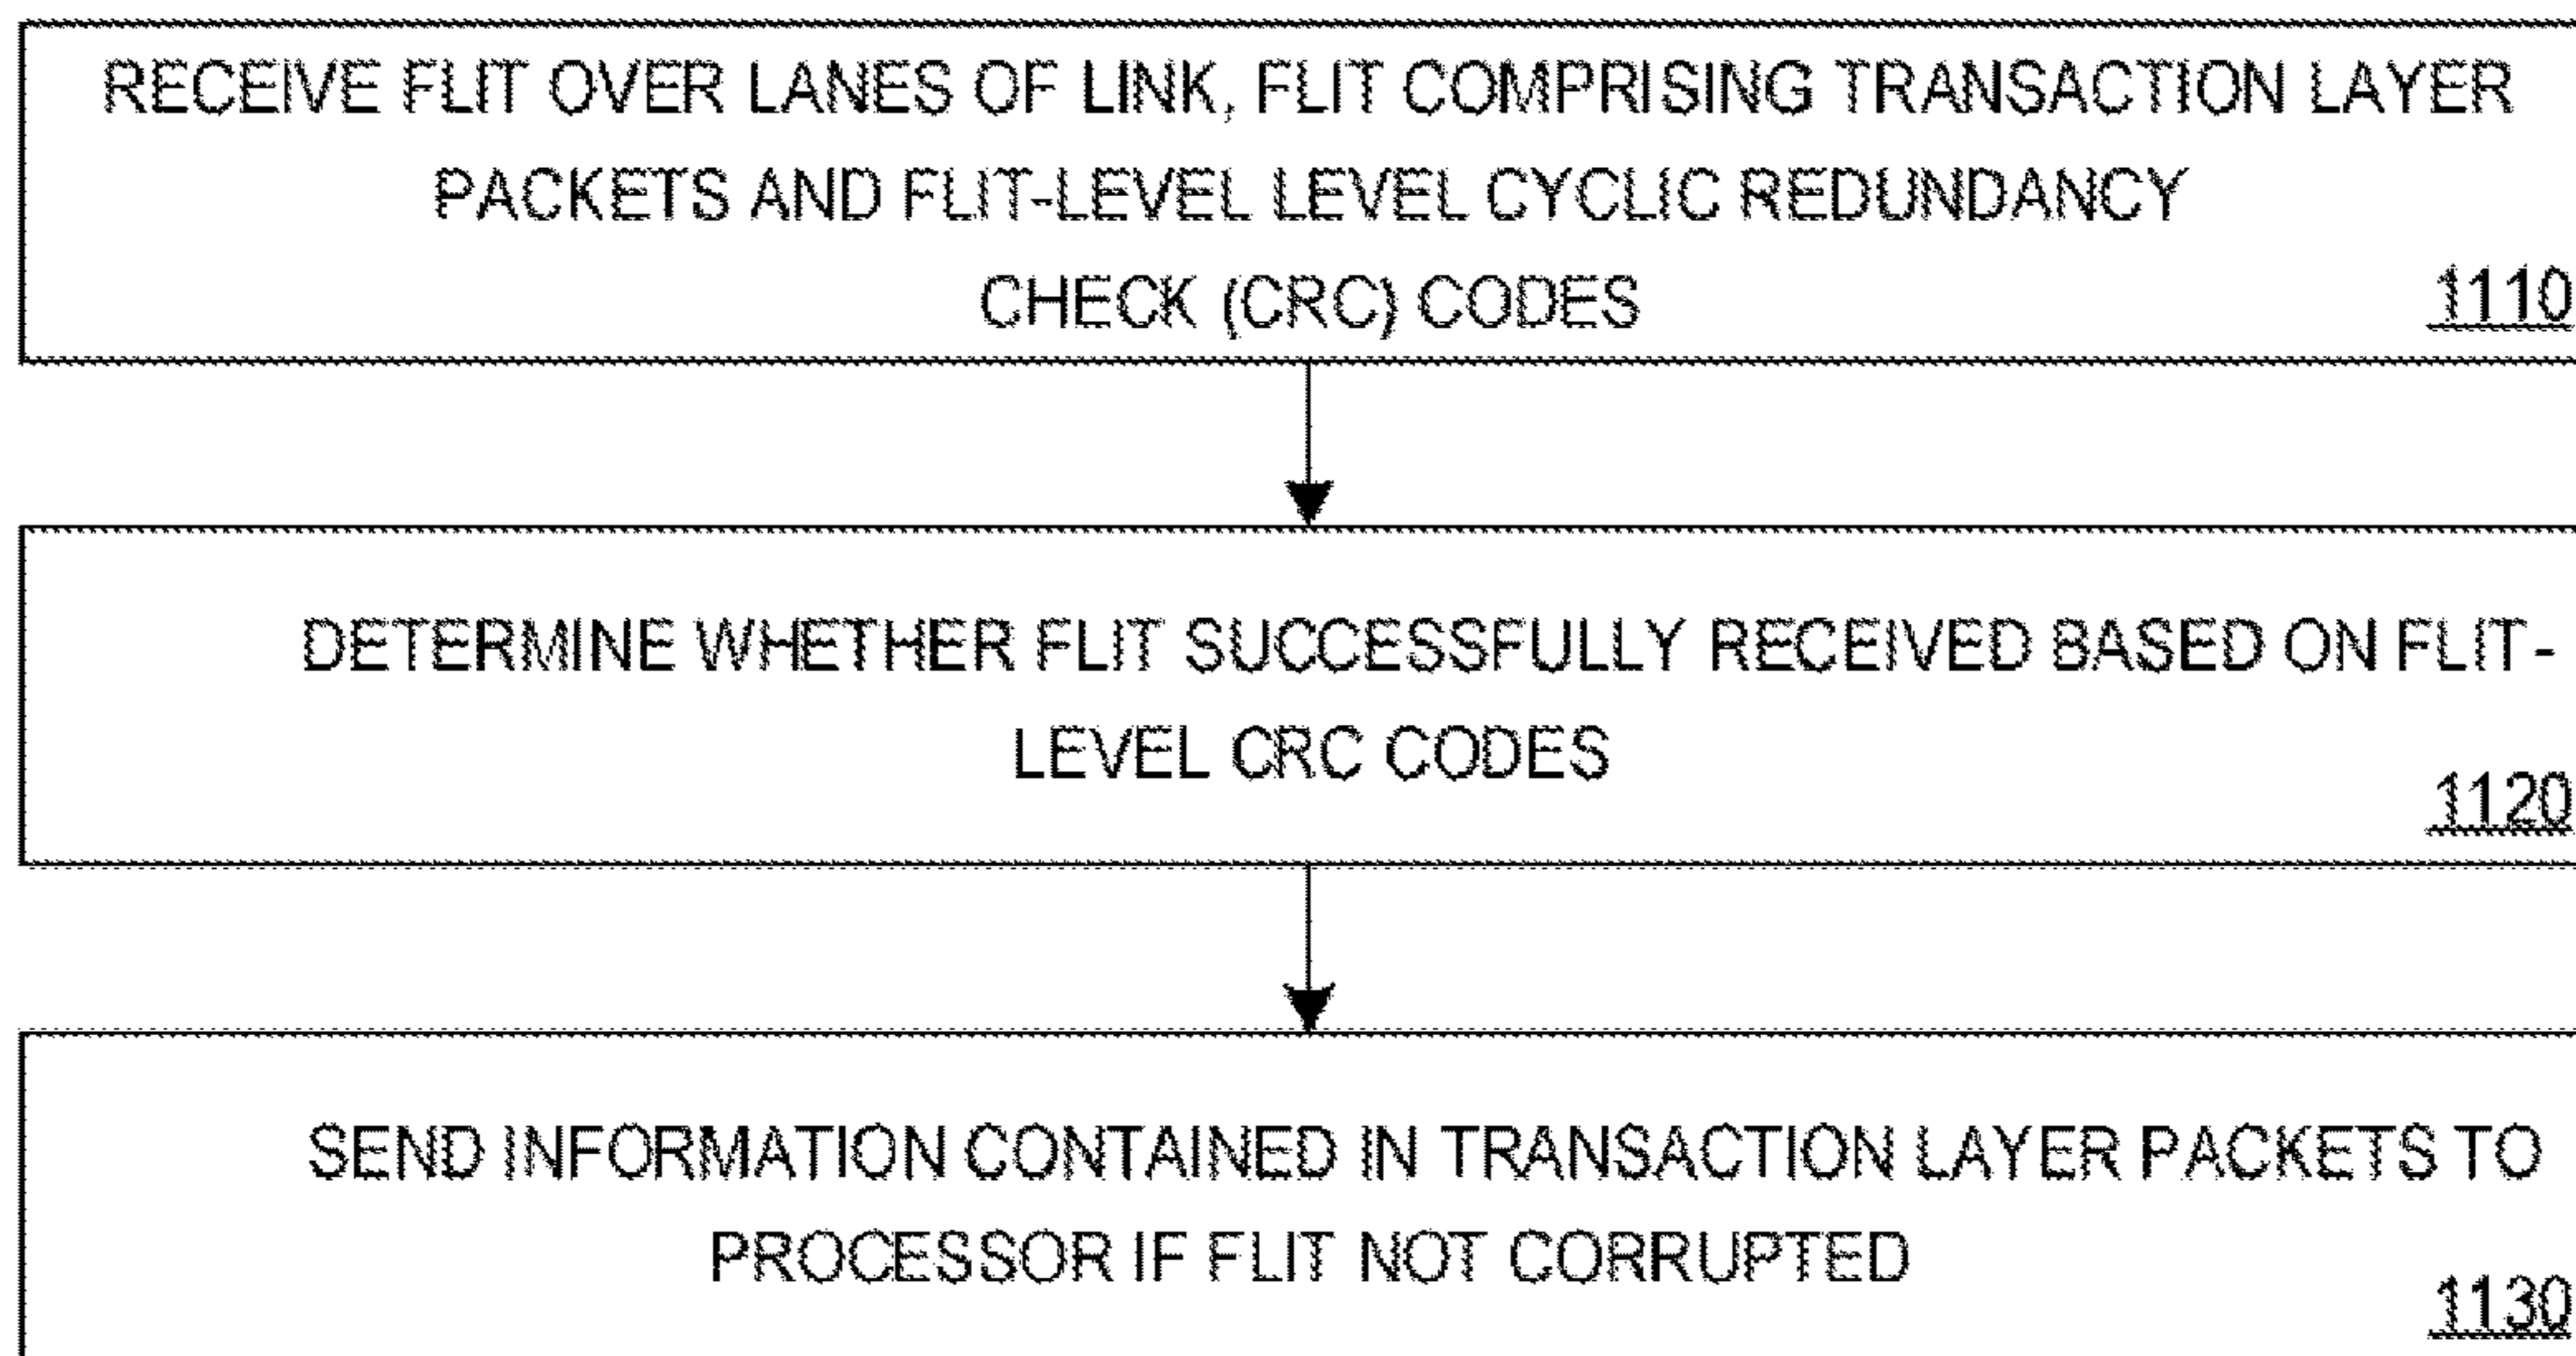 RECEIVE FLIT OVER LANES OF LINK, FLIT COMPRISING TRANSACTION LAYER
PACKETS AND FLIT-LEVEL LEVEL CYCLIC REDUNDANCY
CHECK (CRC) CODES
1110
DETERMINE WHETHER FLIT SUCCESSFULLY RECEIVED BASED ON FLIT-
LEVEL CRC CODES
1120
SEND INFORMATION CONTAINED IN TRANSACTION LAYER PACKETS TO
PROCESSOR IF FLIT NOT CORRUPTED
1130